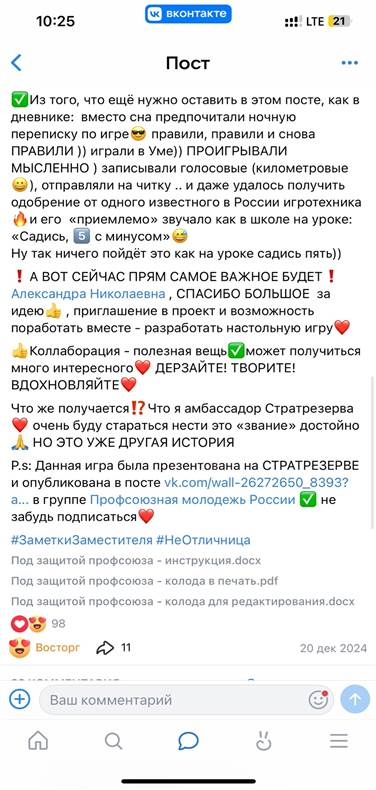 10:25
вконтакте
LTE 21
Пост
✅Из того, что ещё нужно оставить в этом посте, как в
дневнике: вместо сна предпочитали ночную
переписку по игре😎 правили, правили и снова
ПРАВИЛИ )) играли в Уме)) ПРОИГРЫВАЛИ
МЫСЛЕННО ) записывали голосовые (километровые
😀), отправляли на читку .. и даже удалось получить
одобрение от одного известного в России игротехника
🔥и его «приемлемо» звучало как в школе на уроке:
«Садись, 5️⃣ с минусом»😅
Ну так ничего пойдёт это как на уроке садись пять))
❗ А ВОТ СЕЙЧАС ПРЯМ САМОЕ ВАЖНОЕ БУДЕТ❗
Александра Николаевна , СПАСИБО БОЛЬШОЕ за
идею👍 , приглашение в проект и возможность
поработать вместе - разработать настольную игру❤️
👍Коллаборация - полезная вещь✅может получиться
много интересного❤️ ДЕРЗАЙТЕ! ТВОРИТЕ!
ВДОХНОВЛЯЙТЕ❤️
Что же получается⁉️Что я амбассадор Стратрезерва
❤️ очень буду стараться нести это «звание» достойно
🙏 НО ЭТО УЖЕ ДРУГАЯ ИСТОРИЯ
P.s: Данная игра была презентована на СТРАТРЕЗЕРВЕ
и опубликована в посте vk.com/wall-26272650_8393?
a... в группе Профсоюзная молодежь России ✅ не
забудь подписаться❤️
#ЗаметкиЗаместителя #НеОтличница
Под защитой профсоюза - инструкция.docx
Под защитой профсоюза - колода в печать.pdf
Под защитой профсоюза - колода для редактирования.docx
98
Восторг 11 20 дек 2024
Ваш комментарий